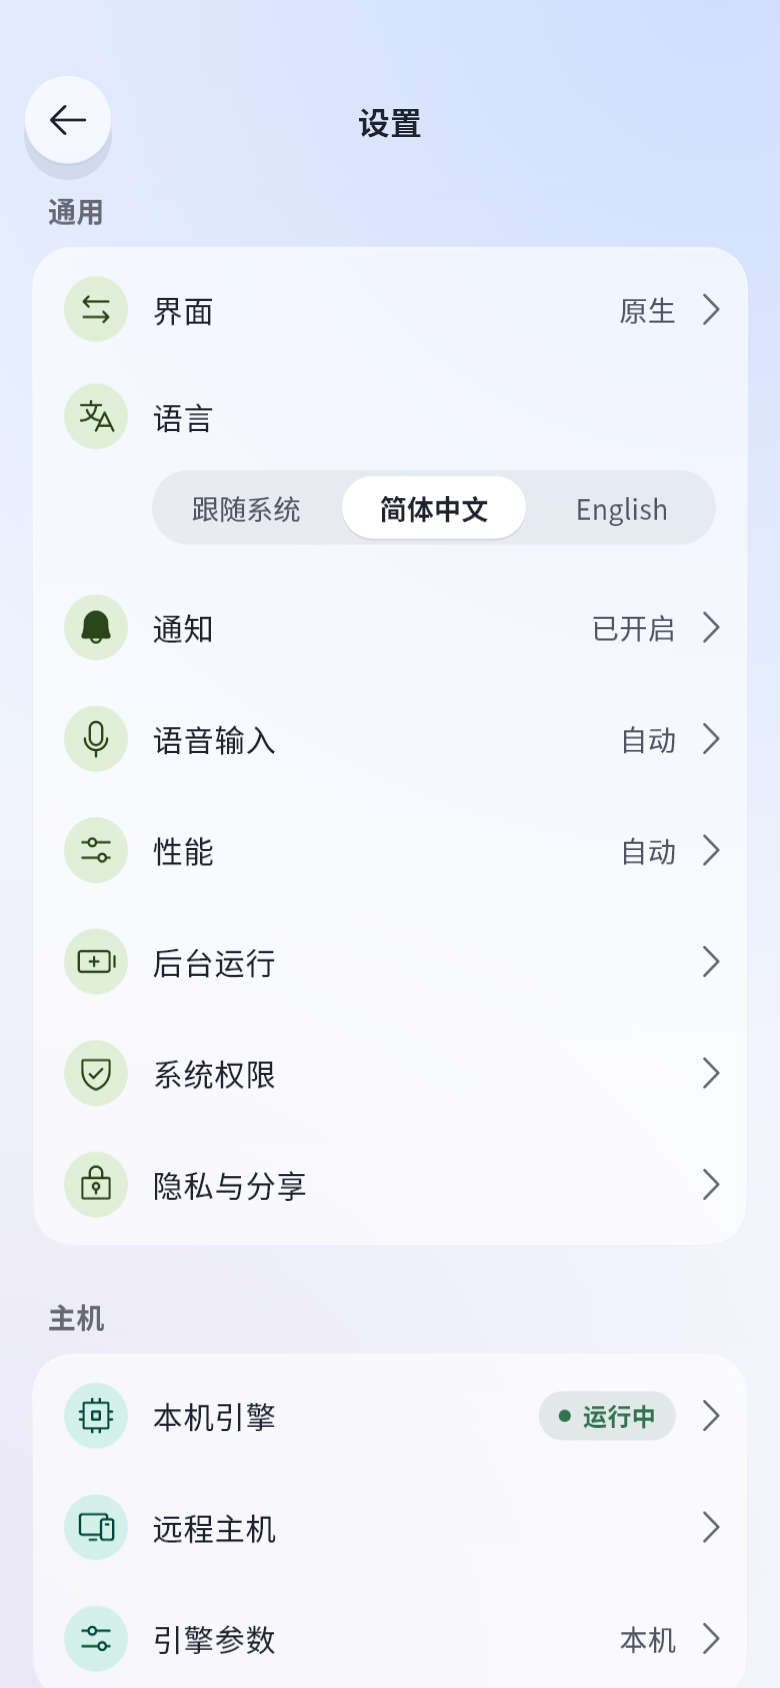 设置
通用
界面 原生
语言
跟随系统 简体中文 English
通知 已开启
语音输入 自动
性能 自动
后台运行
系统权限
隐私与分享
主机
本机引擎 运行中
远程主机
引擎参数 本机